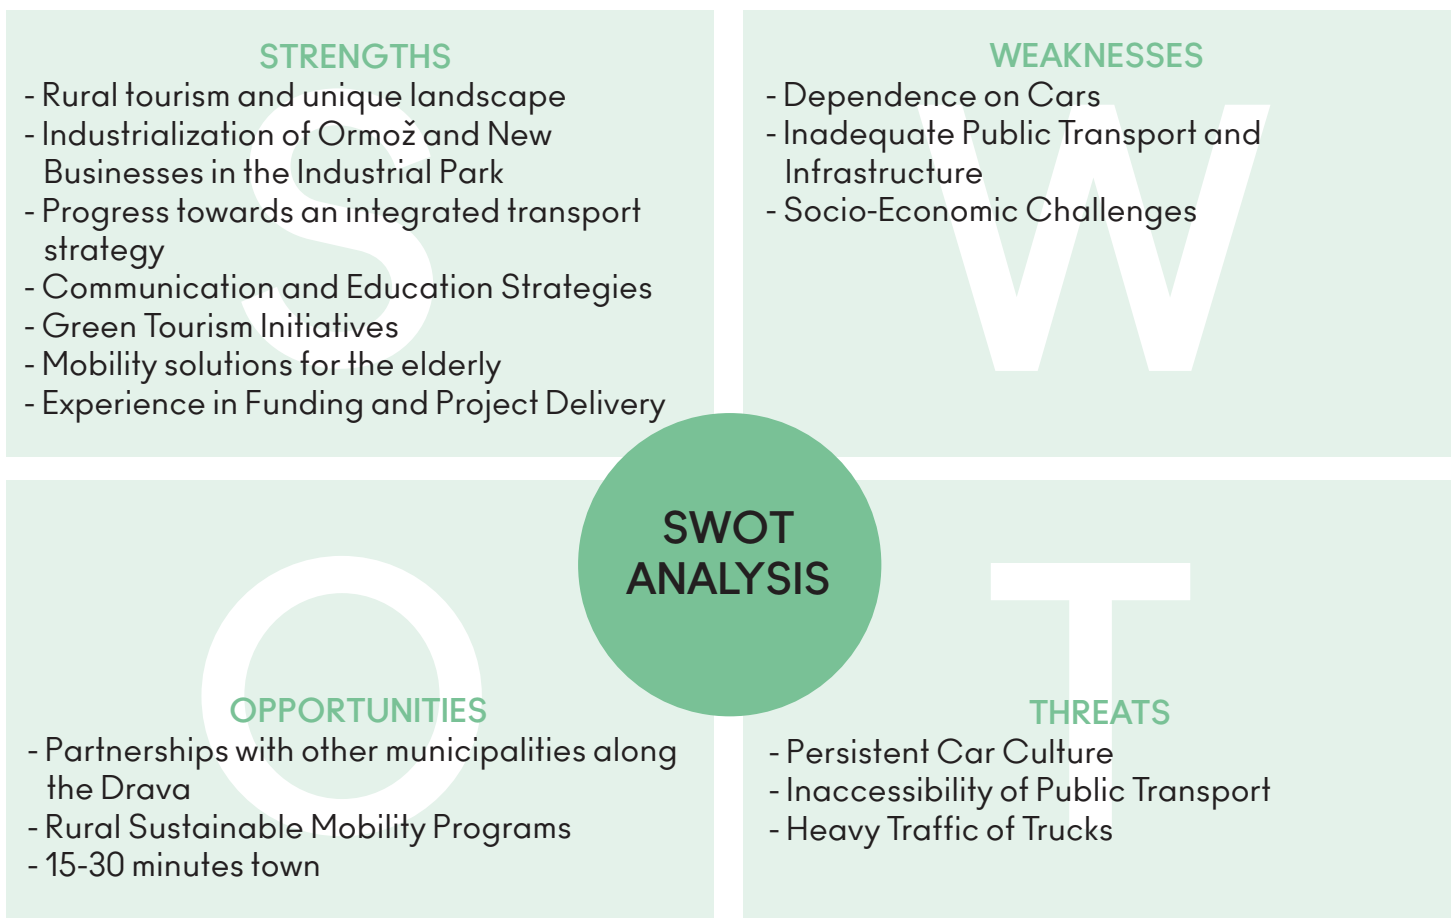 STRENGTHS
- Rural tourism and unique landscape
- Industrialization of Ormož and New
Businesses in the Industrial Park
- Progress towards an integrated transport
strategy
- Communication and Education Strategies
- Green Tourism Initiatives
- Mobility solutions for the elderly
- Experience in Funding and Project Delivery
S
WEAKNESSES
- Dependence on Cars
- Inadequate Public Transport and
Infrastructure
- Socio-Economic Challenges
W
SWOT
ANALYSIS
OPPORTUNITIES
- Partnerships with other municipalities along
the Drava
- Rural Sustainable Mobility Programs
- 15-30 minutes town
O
THREATS
- Persistent Car Culture
- Inaccessibility of Public Transport
- Heavy Traffic of Trucks
T